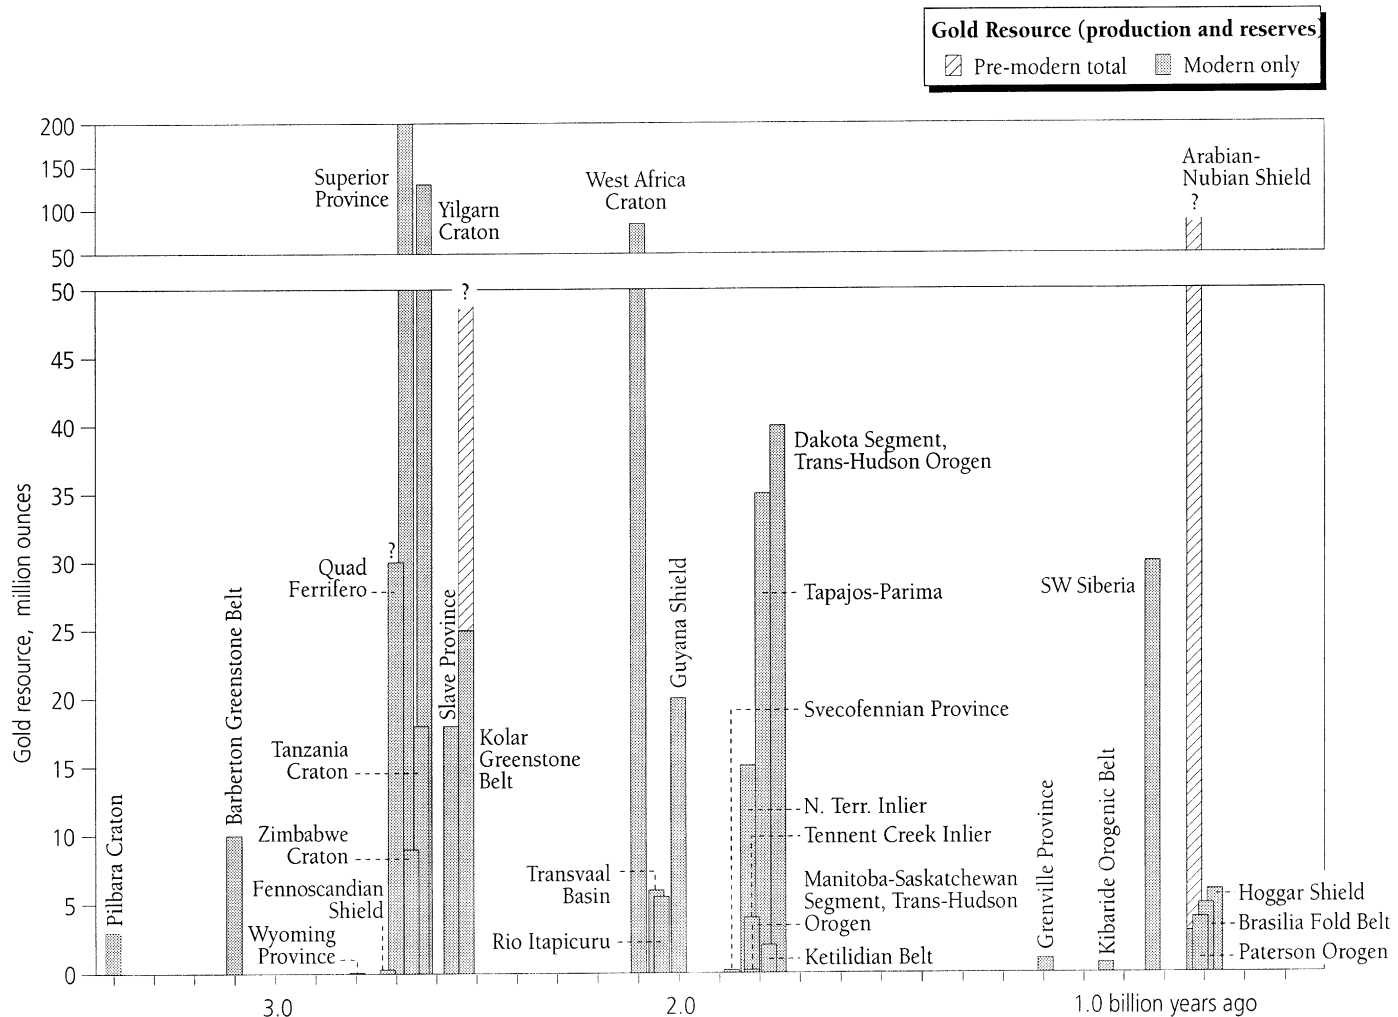 Gold Resource (production and reserves)
Pre-modern total
Modern only
200
150
100
50
Superior
Province
Yilgarn
Craton
West Africa
Craton
Arabian-
Nubian Shield
?
50
45
40
35
30
25
20
15
10
5
0
Gold resource, million ounces
?
Dakota Segment,
Trans-Hudson Orogen
?
Quad
Ferrifero
Tapajos-Parima
SW Siberia
Pilbara Craton
Barberton Greenstone Belt
Slave Province
Guyana Shield
Svecofennian Province
Kolar
Greenstone
Belt
Tanzania
Craton
N. Terr. Inlier
Tennent Creek Inlier
Zimbabwe
Craton
Fennoscandian
Shield
Wyoming
Province
Transvaal
Basin
Rio Itapicuru
Manitoba-Saskatchewan
Segment, Trans-Hudson
Orogen
Ketilidian Belt
Grenville Province
Kibaride Orogenic Belt
Hoggar Shield
Brasilia Fold Belt
Paterson Orogen
3.0
2.0
1.0 billion years ago